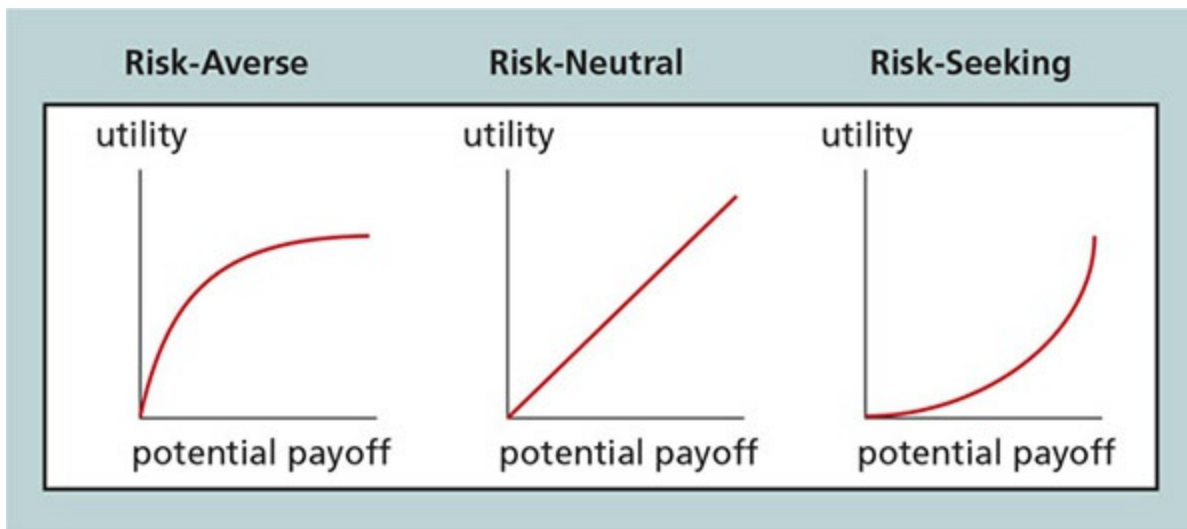 Risk-Averse
Risk-Neutral
Risk-Seeking
utility
utility
utility
potential payoff
potential payoff
potential payoff